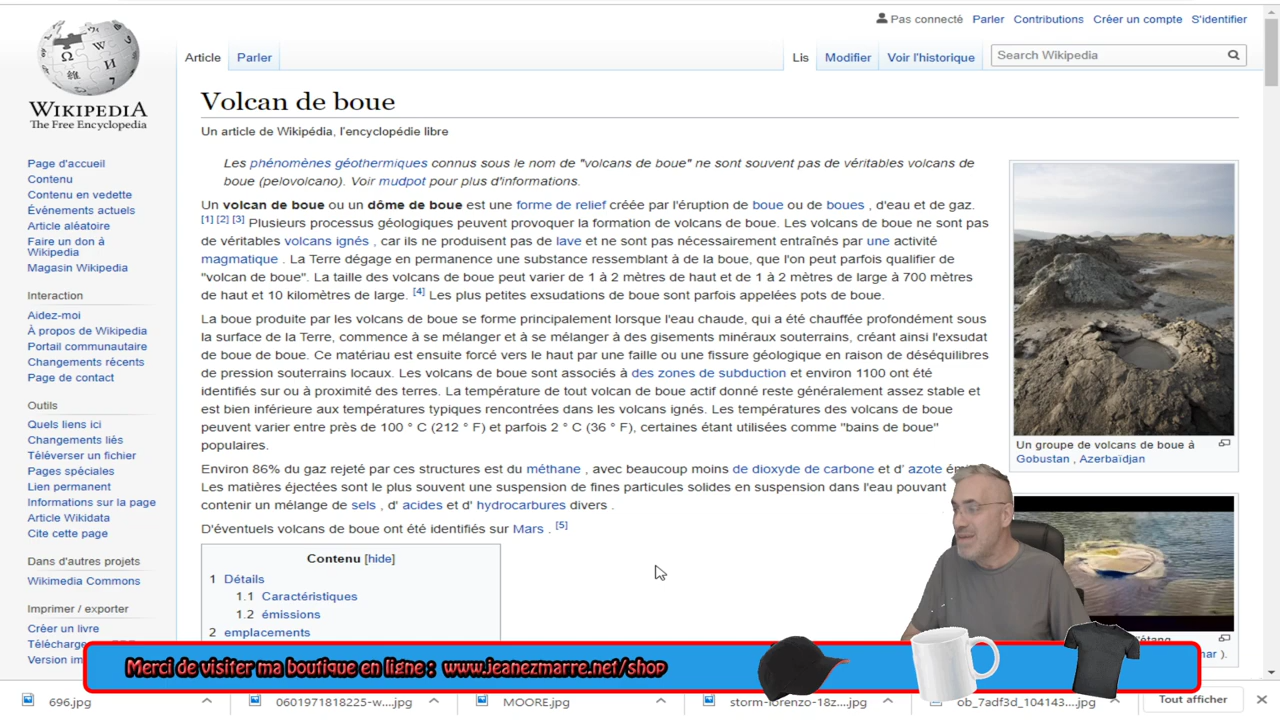 Pas connecté Parler Contributions Créer un compte S'identifier
Article Parler Lis Modifier Voir l'historique Search Wikipedia
WIKIPEDIA
The Free Encyclopedia
Page d'accueil
Contenu
Contenu en vedette
Événements actuels
Article aléatoire
Faire un don à
Wikipedia
Magasin Wikipedia
Interaction
Aidez-moi
À propos de Wikipedia
Portail communautaire
Changements récents
Page de contact
Outils
Quels liens ici
Changements liés
Téléverser un fichier
Pages spéciales
Lien permanent
Informations sur la page
Article Wikidata
Cite cette page
Dans d'autres projets
Wikimedia Commons
Imprimer / exporter
Créer un livre
Télécharge
Version im
Volcan de boue
Un article de Wikipédia, l'encyclopédie libre
Les phénomènes géothermiques connus sous le nom de "volcans de boue" ne sont souvent pas de véritables volcans de
boue (pelovolcano). Voir mudpot pour plus d'informations.
Un volcan de boue ou un dôme de boue est une forme de relief créée par l'éruption de boue ou de boues , d'eau et de gaz.
[1] [2] [3] Plusieurs processus géologiques peuvent provoquer la formation de volcans de boue. Les volcans de boue ne sont pas
de véritables volcans ignés , car ils ne produisent pas de lave et ne sont pas nécessairement entraînés par une activité
magmatique . La Terre dégage en permanence une substance ressemblant à de la boue, que l'on peut parfois qualifier de
"volcan de boue". La taille des volcans de boue peut varier de 1 à 2 mètres de haut et de 1 à 2 mètres de large à 700 mètres
de haut et 10 kilomètres de large. [4] Les plus petites exsudations de boue sont parfois appelées pots de boue.
La boue produite par les volcans de boue se forme principalement lorsque l'eau chaude, qui a été chauffée profondément sous
la surface de la Terre, commence à se mélanger et à se mélanger à des gisements minéraux souterrains, créant ainsi l'exsudat
de boue de boue. Ce matériau est ensuite forcé vers le haut par une faille ou une fissure géologique en raison de déséquilibres
de pression souterrains locaux. Les volcans de boue sont associés à des zones de subduction et environ 1100 ont été
identifiés sur ou à proximité des terres. La température de tout volcan de boue actif donné reste généralement assez stable et
est bien inférieure aux températures typiques rencontrées dans les volcans ignés. Les températures des volcans de boue
peuvent varier entre près de 100 ° C (212 ° F) et parfois 2 ° C (36 ° F), certaines étant utilisées comme "bains de boue"
populaires.
Environ 86% du gaz rejeté par ces structures est du méthane , avec beaucoup moins de dioxyde de carbone et d' azote
Les matières éjectées sont le plus souvent une suspension de fines particules solides en suspension dans l'eau pouvant
contenir un mélange de sels , d' acides et d' hydrocarbures divers .
D'éventuels volcans de boue ont été identifiés sur Mars . [5]
Contenu [hide]
1 Détails
1.1 Caractéristiques
1.2 émissions
2 emplacements
Un groupe de volcans de boue à
Gobustan , Azerbaïdjan
étang
mar ).
Merci de visiter ma boutique en ligne : www.jeanezmarre.net/shop
696.jpg 0601971818225-w....jpg MOORE.jpg storm-lorenzo-18z....jpg ob_7adf3d_104143....jpg Tout afficher